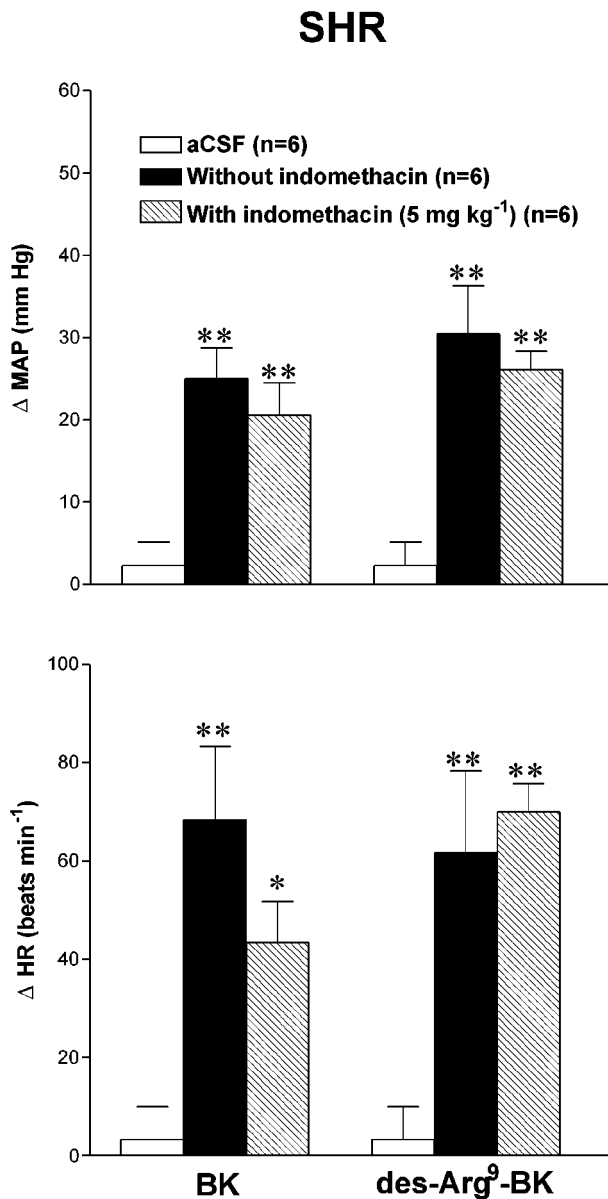 SHR
60
50
40
30
20
10
0
Δ MAP (mm Hg)
aCSF (n=6)
Without indomethacin (n=6)
With indomethacin (5 mg kg⁻¹) (n=6)
**
**
**
**
100
80
60
40
20
0
Δ HR (beats min⁻¹)
**
*
**
**
BK
des-Arg⁹-BK